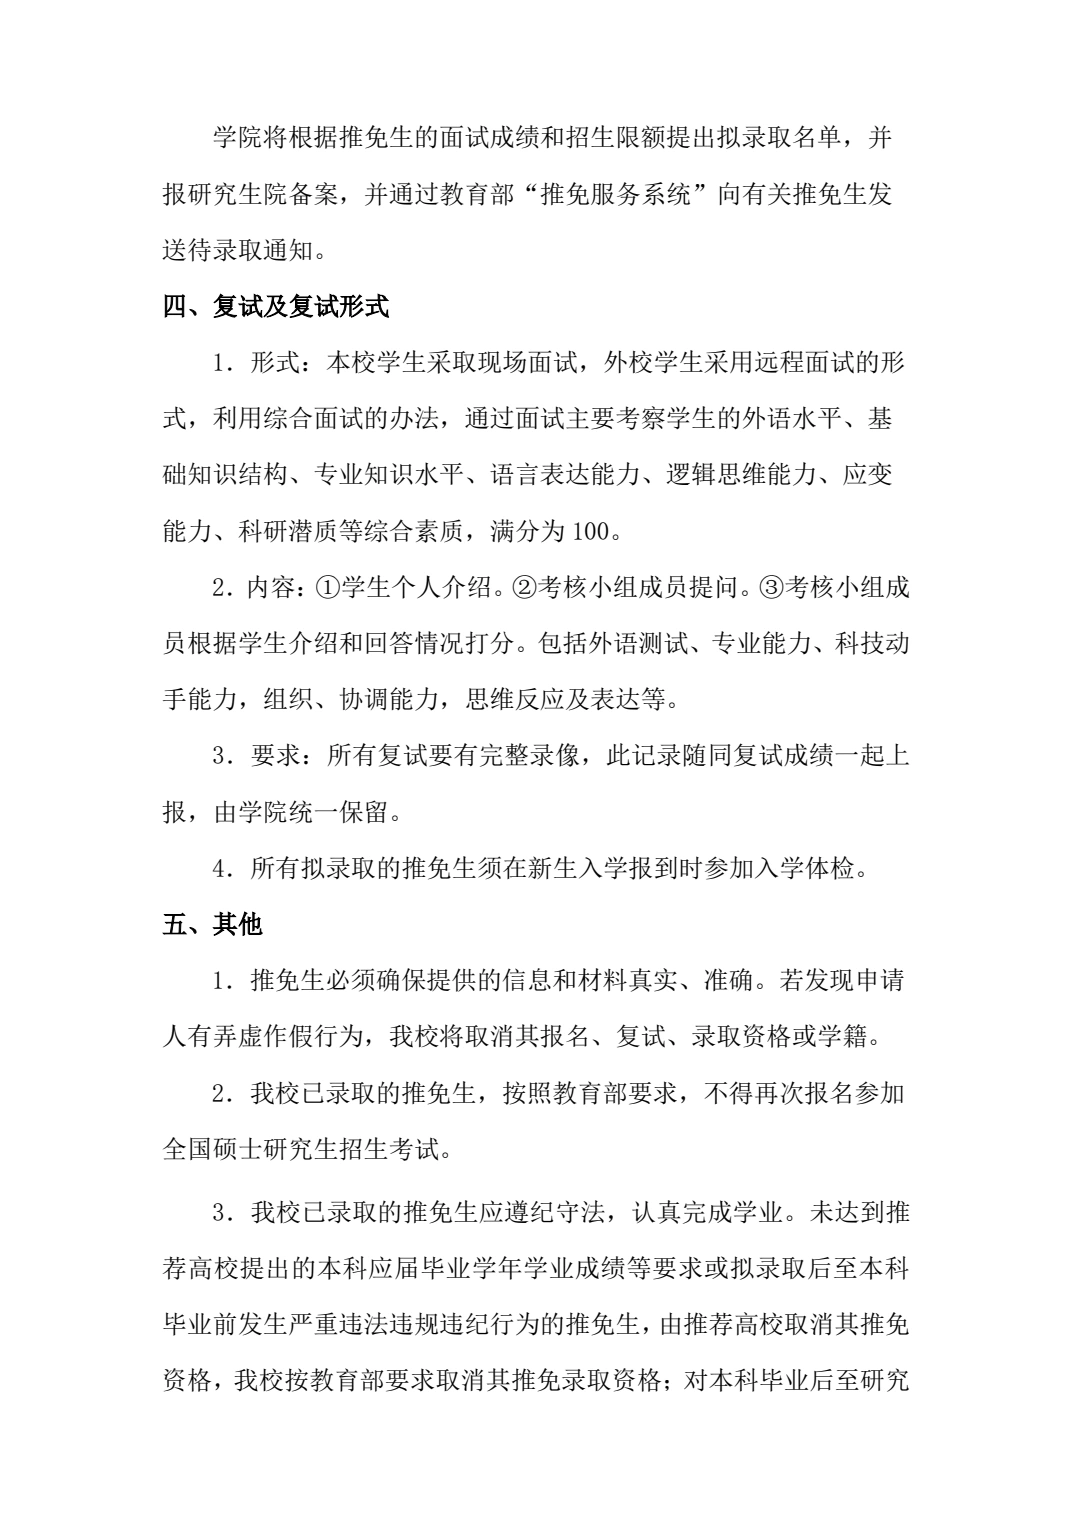 学院将根据推免生的面试成绩和招生限额提出拟录取名单，并
报研究生院备案，并通过教育部“推免服务系统”向有关推免生发
送待录取通知。
四、复试及复试形式
1．形式：本校学生采取现场面试，外校学生采用远程面试的形
式，利用综合面试的办法，通过面试主要考察学生的外语水平、基
础知识结构、专业知识水平、语言表达能力、逻辑思维能力、应变
能力、科研潜质等综合素质，满分为 100。
2．内容：①学生个人介绍。②考核小组成员提问。③考核小组成
员根据学生介绍和回答情况打分。包括外语测试、专业能力、科技动
手能力，组织、协调能力，思维反应及表达等。
3．要求：所有复试要有完整录像，此记录随同复试成绩一起上
报，由学院统一保留。
4．所有拟录取的推免生须在新生入学报到时参加入学体检。
五、其他
1．推免生必须确保提供的信息和材料真实、准确。若发现申请
人有弄虚作假行为，我校将取消其报名、复试、录取资格或学籍。
2．我校已录取的推免生，按照教育部要求，不得再次报名参加
全国硕士研究生招生考试。
3．我校已录取的推免生应遵纪守法，认真完成学业。未达到推
荐高校提出的本科应届毕业学年学业成绩等要求或拟录取后至本科
毕业前发生严重违法违规违纪行为的推免生，由推荐高校取消其推免
资格，我校按教育部要求取消其推免录取资格；对本科毕业后至研究